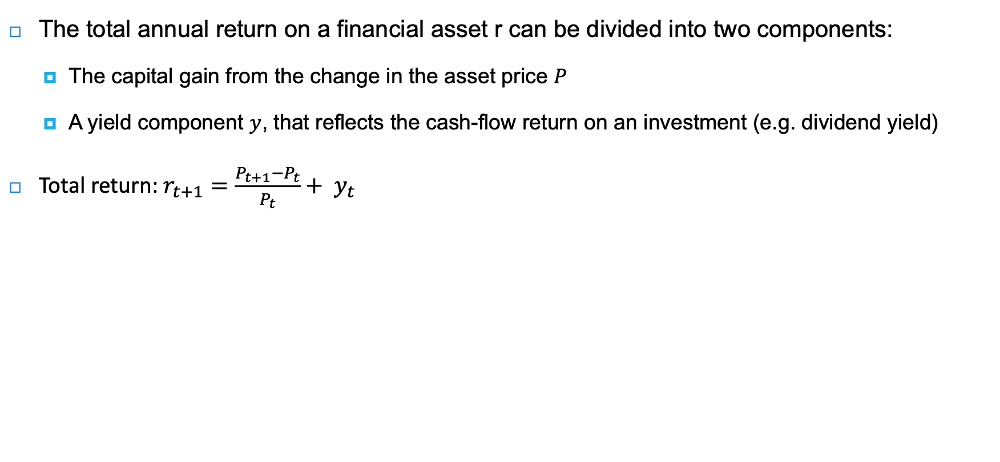 The total annual return on a financial asset r can be divided into two components:
The capital gain from the change in the asset price P
A yield component y, that reflects the cash-flow return on an investment (e.g. dividend yield)
Total return: r_{t+1} = \frac{P_{t+1}−P_t}{P_t} + y_t